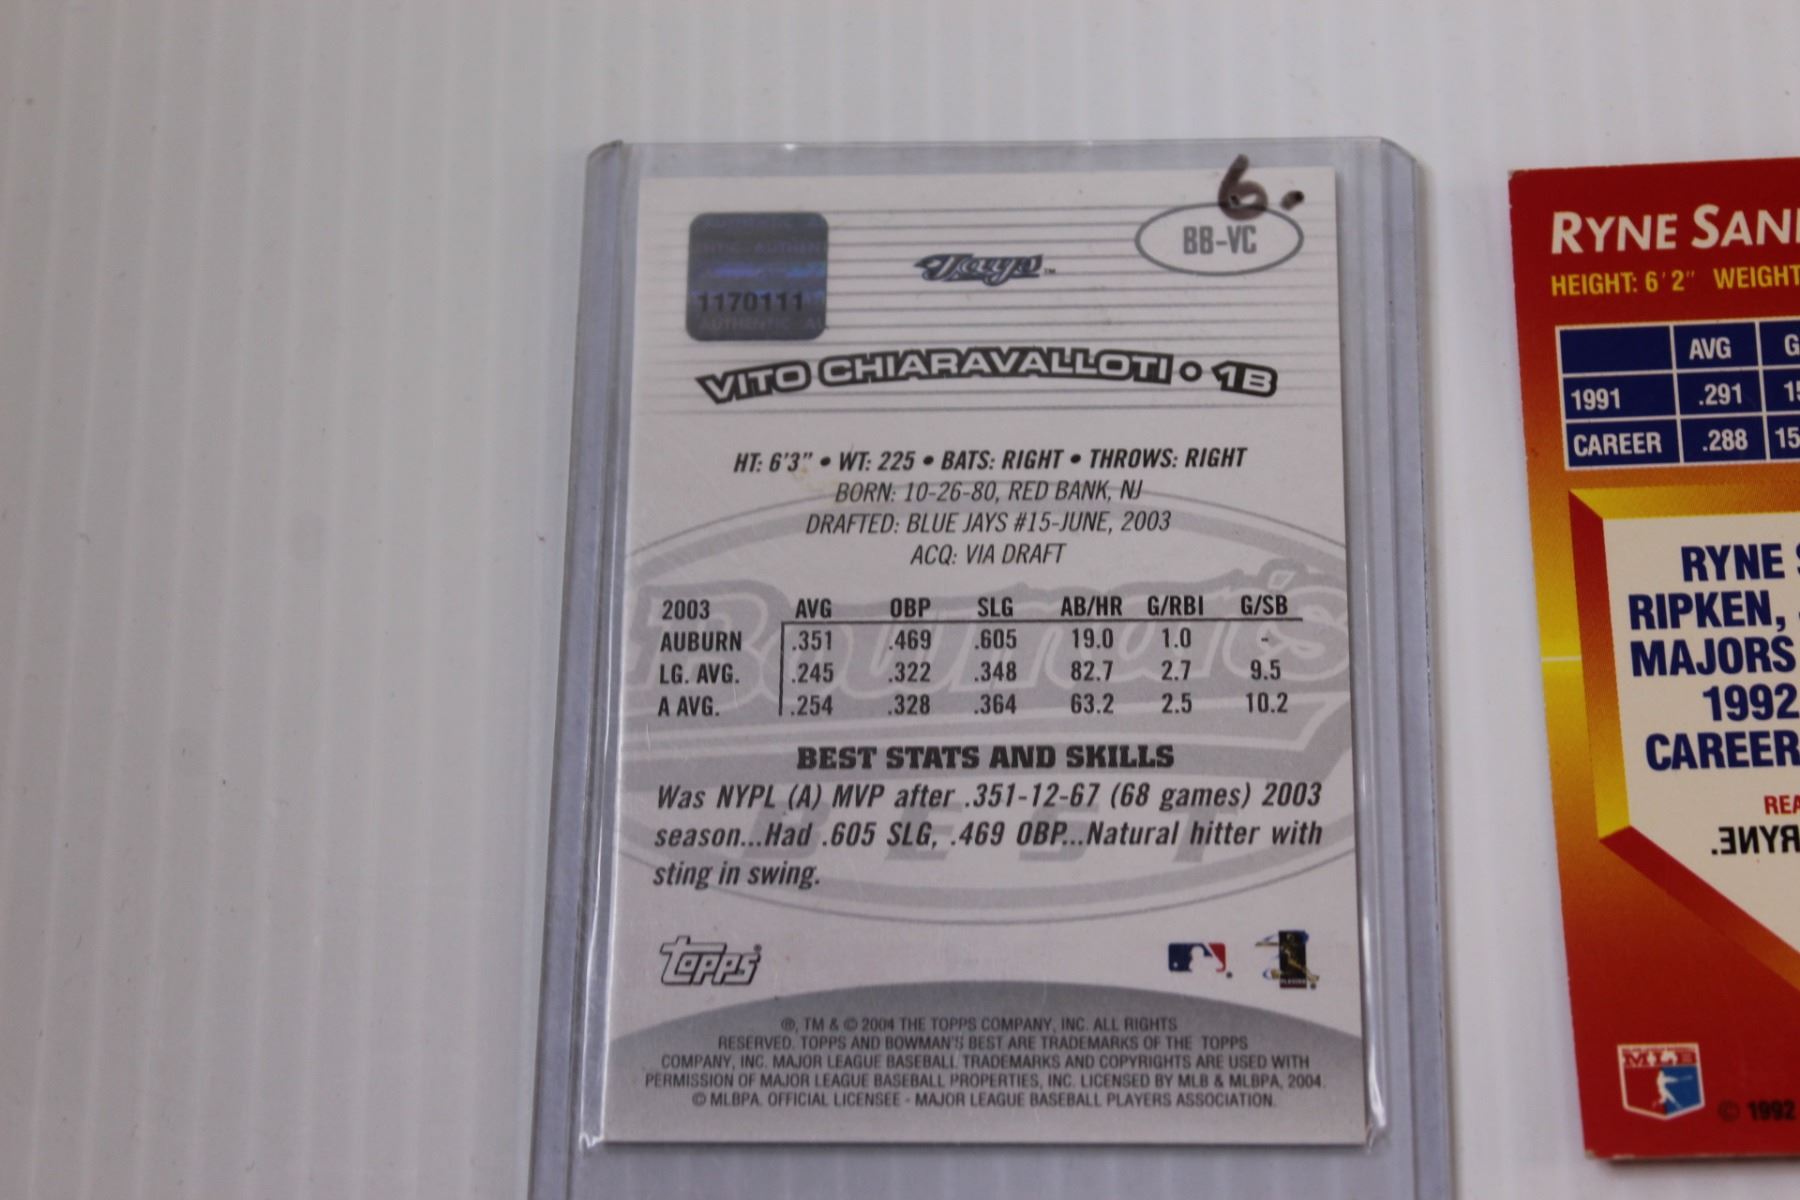 6.
BB-VC
Jays™
1170111
AUTHENTIC
VITO CHIARAVALLOTI • 1B
HT: 6'3" • WT: 225 • BATS: RIGHT • THROWS: RIGHT
BORN: 10-26-80, RED BANK, NJ
DRAFTED: BLUE JAYS #15-JUNE, 2003
ACQ: VIA DRAFT
2003 AVG OBP SLG AB/HR G/RBI G/SB
AUBURN .351 .469 .605 19.0 1.0 -
LG. AVG. .245 .322 .348 82.7 2.7 9.5
A AVG. .254 .328 .364 63.2 2.5 10.2
Bowman's
BEST
BEST STATS AND SKILLS
Was NYPL (A) MVP after .351-12-67 (68 games) 2003
season...Had .605 SLG, .469 OBP...Natural hitter with
sting in swing.
Topps®
®, TM & © 2004 THE TOPPS COMPANY, INC. ALL RIGHTS
RESERVED. TOPPS AND BOWMAN'S BEST ARE TRADEMARKS OF THE TOPPS
COMPANY, INC. MAJOR LEAGUE BASEBALL TRADEMARKS AND COPYRIGHTS ARE USED WITH
PERMISSION OF MAJOR LEAGUE BASEBALL PROPERTIES, INC. LICENSED BY MLB & MLBPA, 2004.
© MLBPA. OFFICIAL LICENSEE - MAJOR LEAGUE BASEBALL PLAYERS ASSOCIATION.
RYNE SAN
HEIGHT: 6'2" WEIGHT
AVG G
1991 .291 15
CAREER .288 15
RYNE
RIPKEN,
MAJORS
1992
CAREER
REA
RYNE.
MLB
© 1992